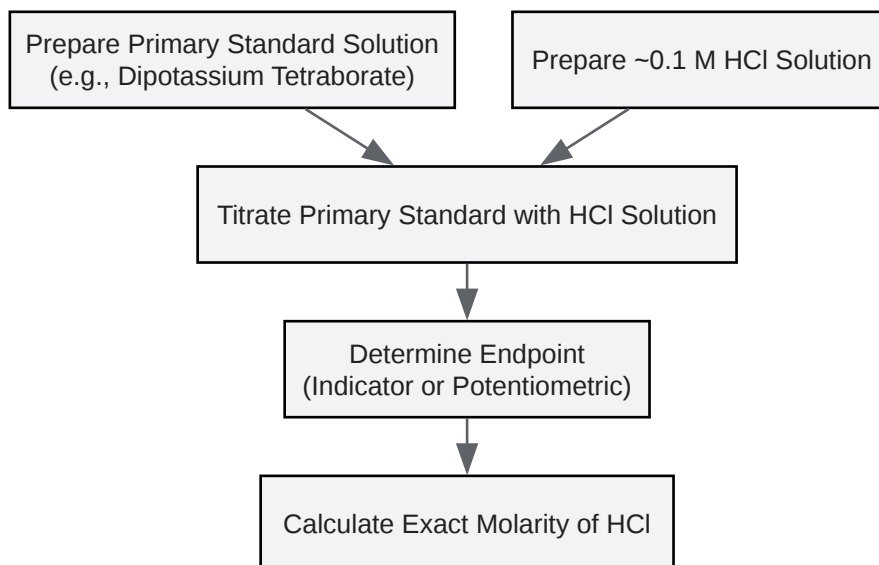 Prepare Primary Standard Solution
(e.g., Dipotassium Tetraborate)
Prepare ~0.1 M HCl Solution
Titrate Primary Standard with HCl Solution
Determine Endpoint
(Indicator or Potentiometric)
Calculate Exact Molarity of HCl